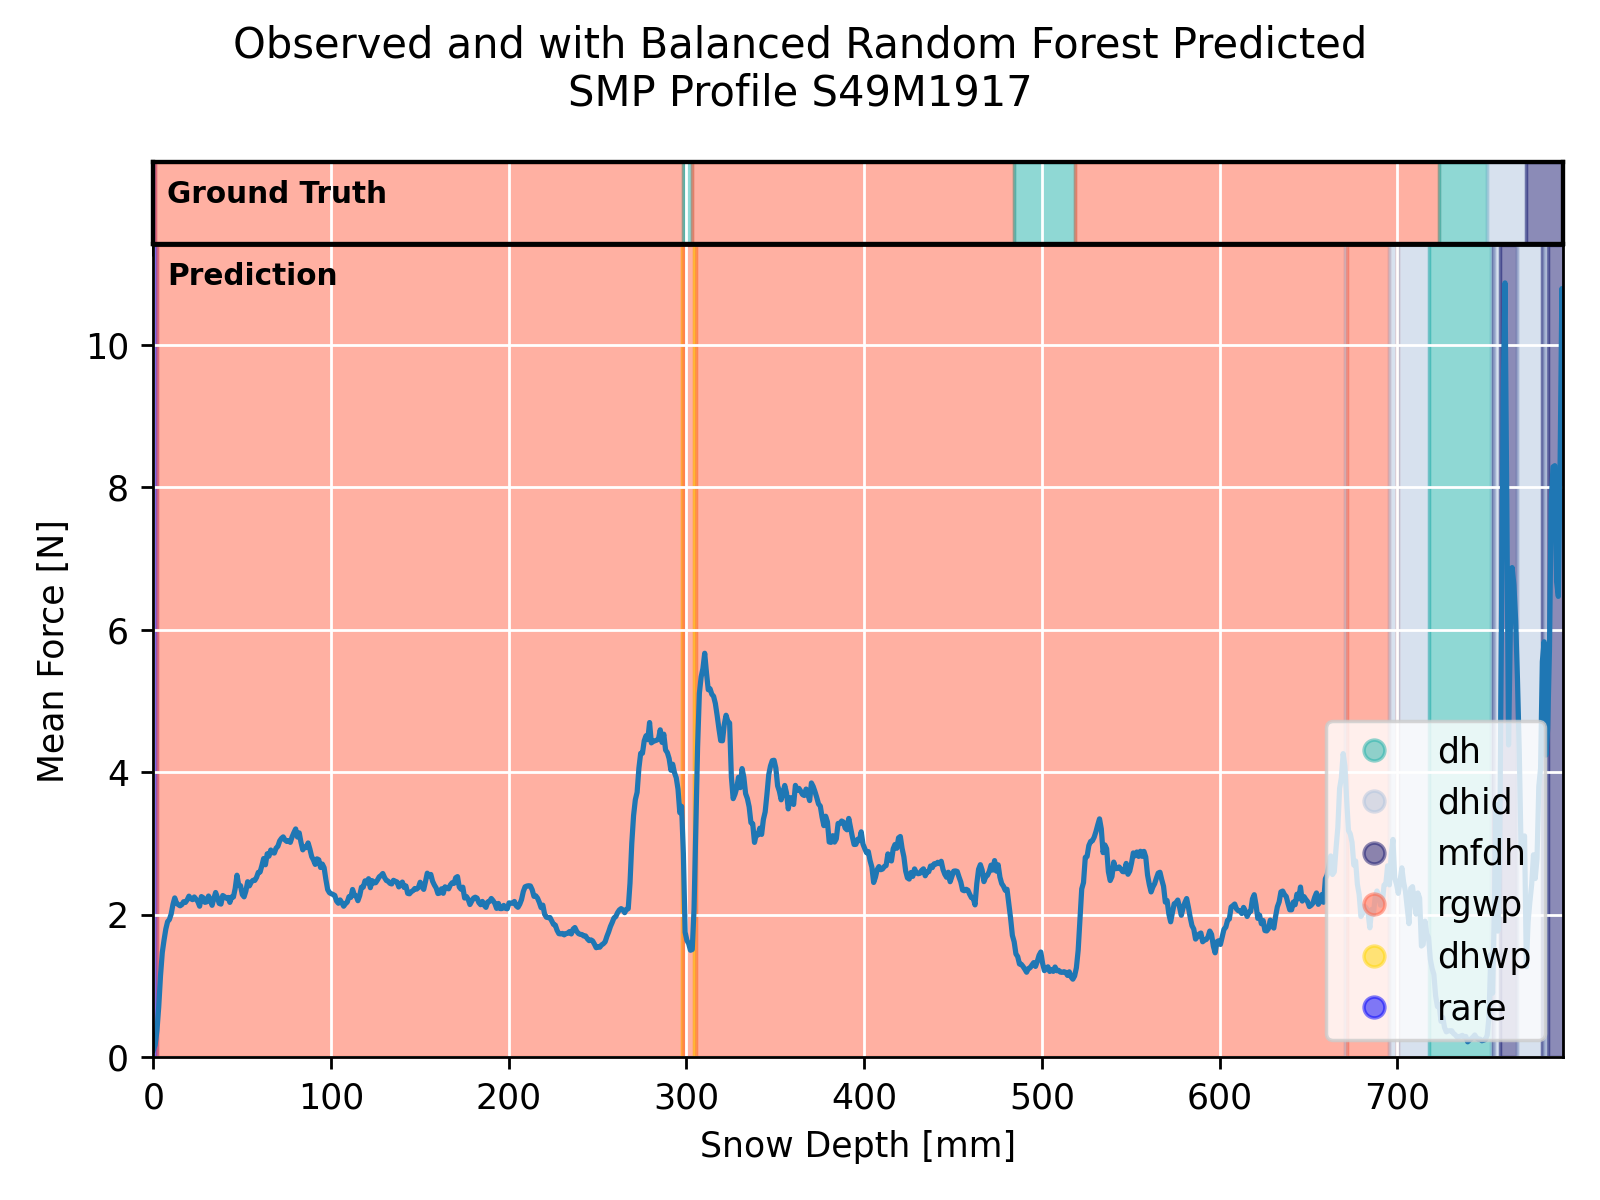 Observed and with Balanced Random Forest Predicted
SMP Profile S49M1917
Ground Truth
Prediction
10
8
6
4
2
0
Mean Force [N]
dh
dhid
mfdh
rgwp
dhwp
rare
0 100 200 300 400 500 600 700
Snow Depth [mm]